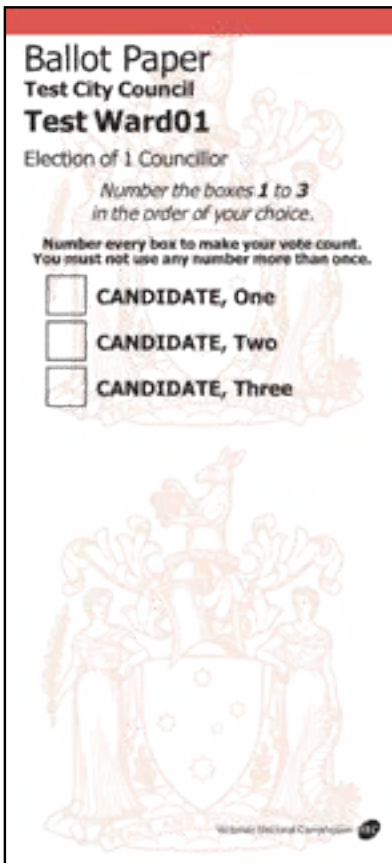 Ballot Paper
Test City Council
Test Ward01
Election of 1 Councillor
Number the boxes 1 to 3
in the order of your choice.
Number every box to make your vote count.
You must not use any number more than once.
CANDIDATE, One
CANDIDATE, Two
CANDIDATE, Three
Victorian Electoral Commission VEC